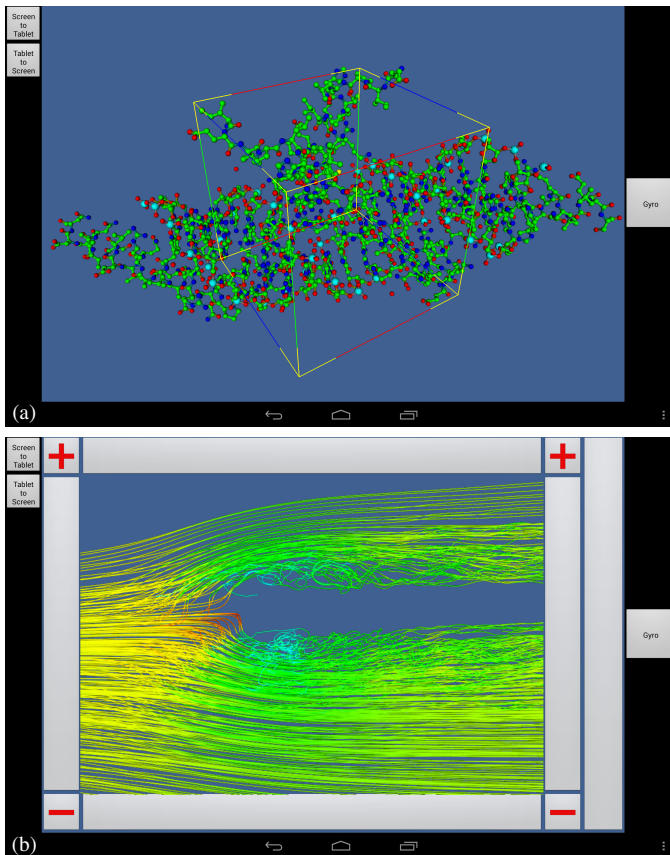 Screen
to
Tablet
Tablet
to
Screen
Gyro
(a)
Screen
to
Tablet
Tablet
to
Screen
+
+
Gyro
−
−
(b)